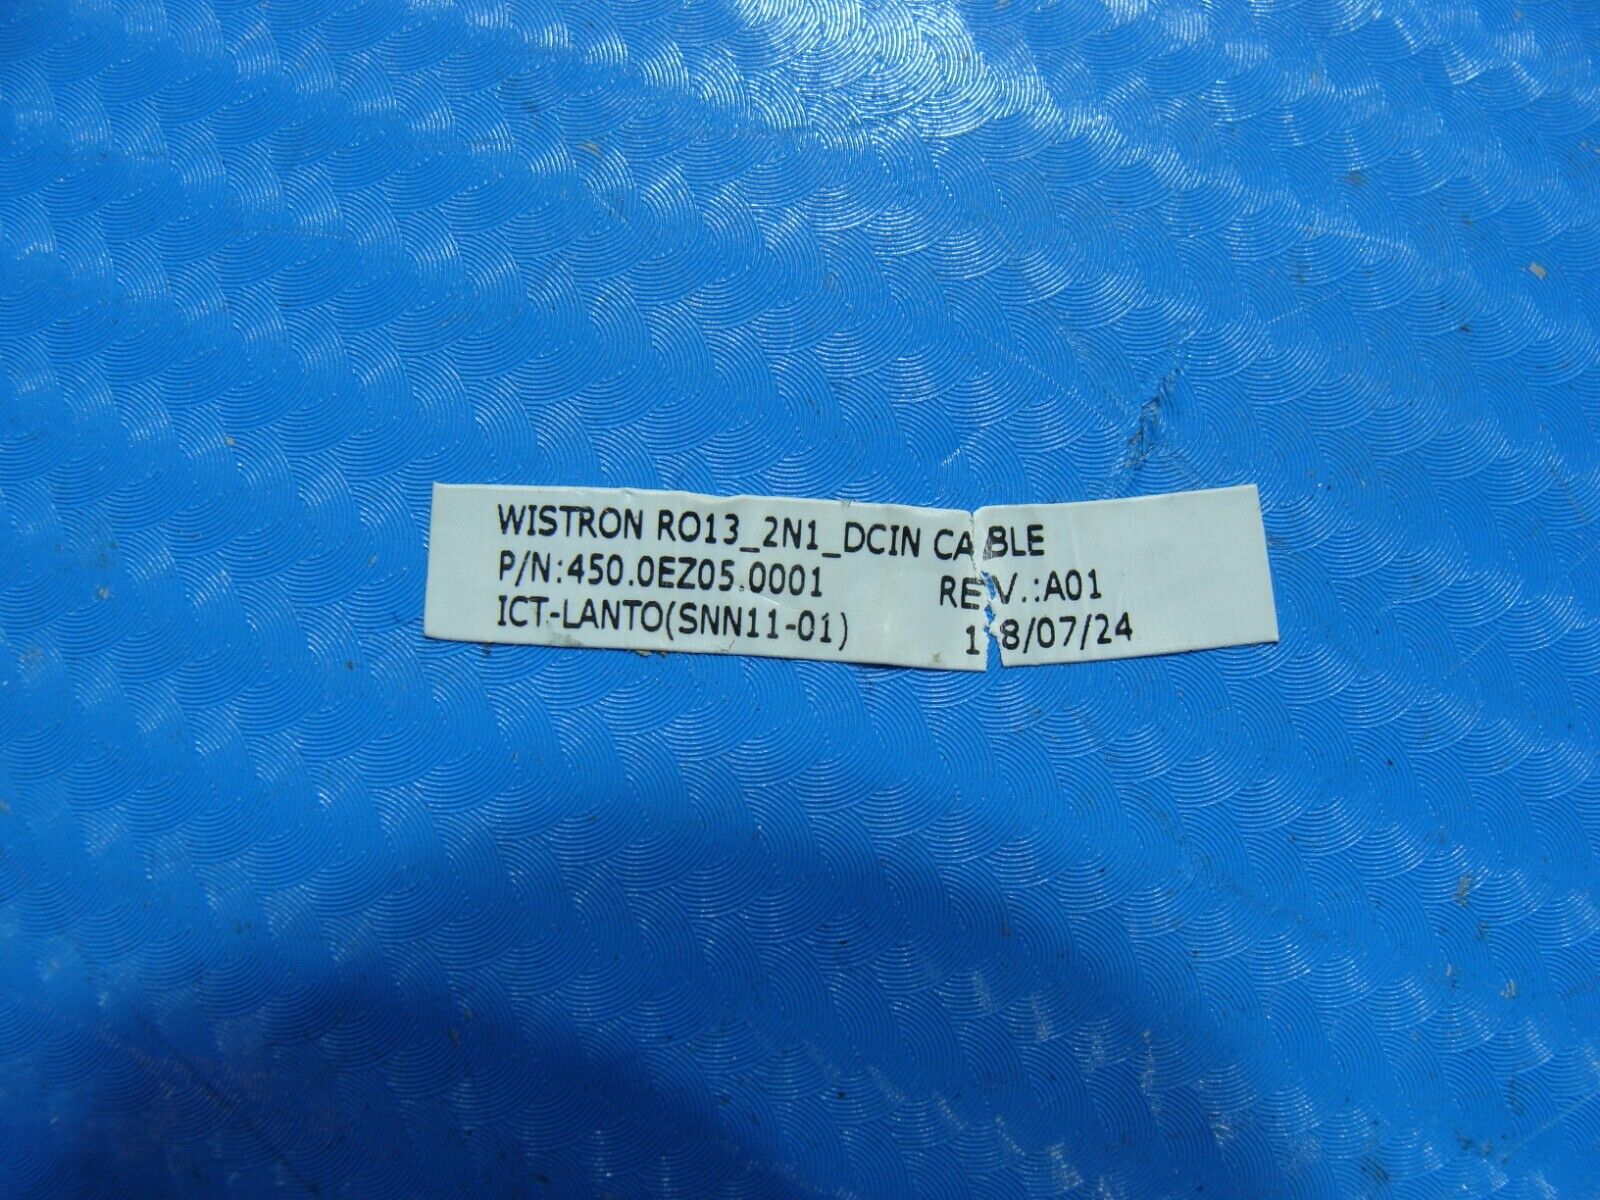 WISTRON RO13_2N1_DCIN CABLE
P/N:450.0EZ05.0001 REV.:A01
ICT-LANTO(SNN11-01) 18/07/24